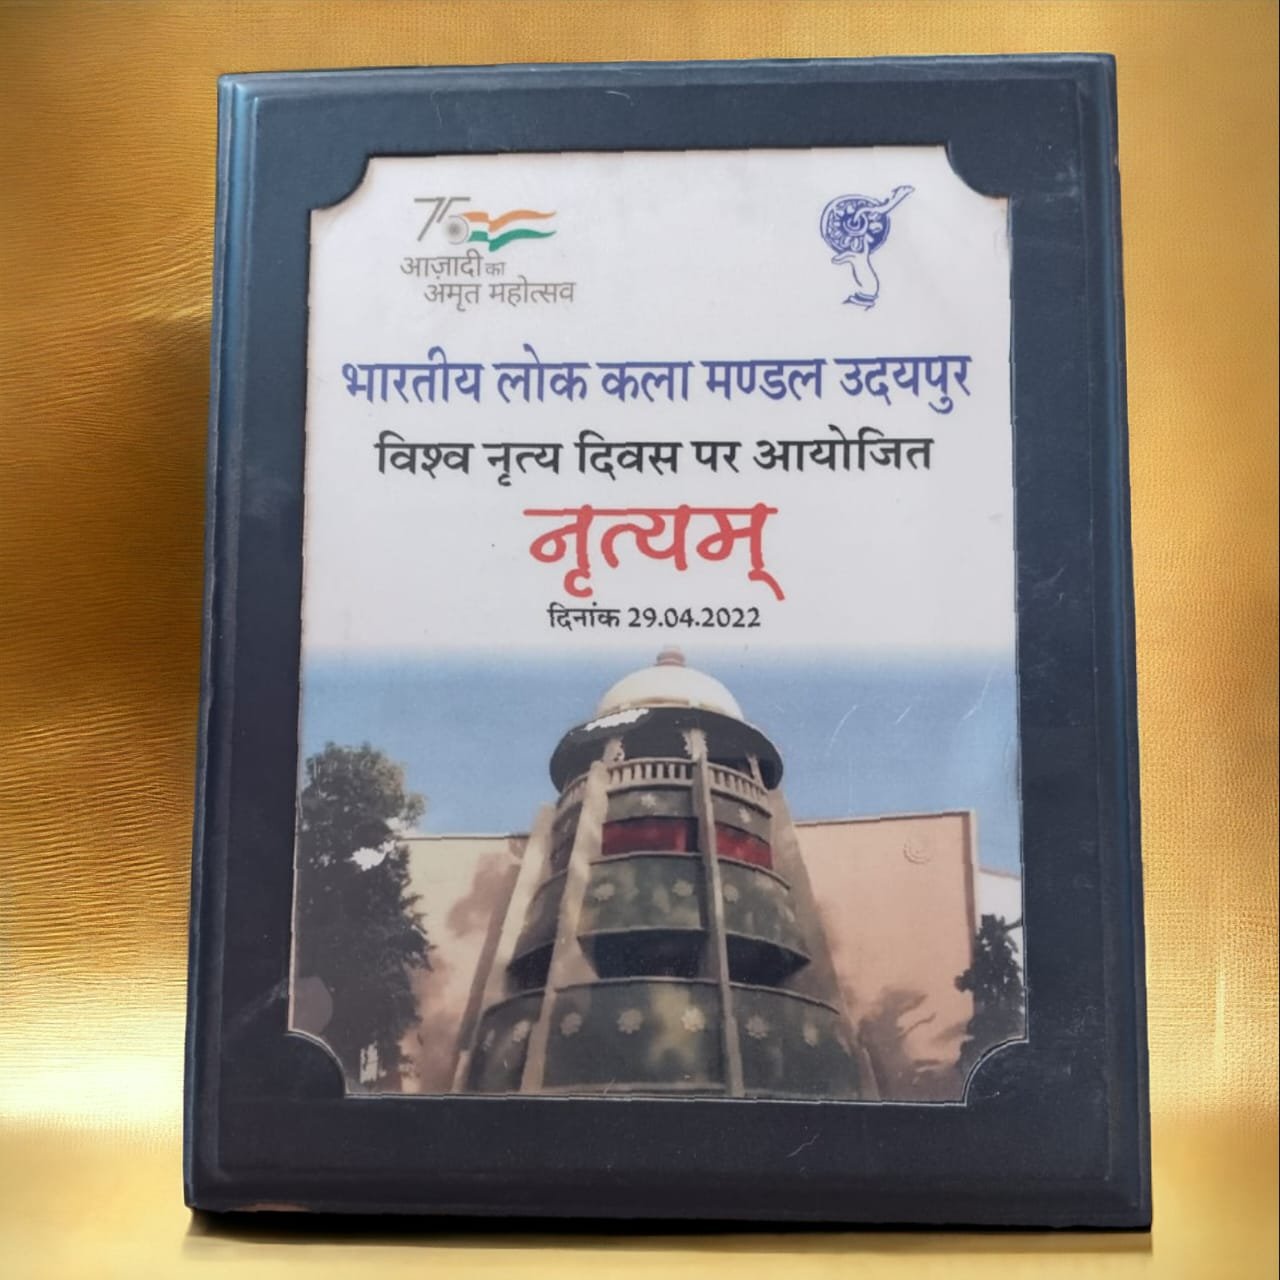 75
आज़ादी का
अमृत महोत्सव
भारतीय लोक कला मण्डल उदयपुर
विश्व नृत्य दिवस पर आयोजित
नृत्यम्
दिनांक 29.04.2022